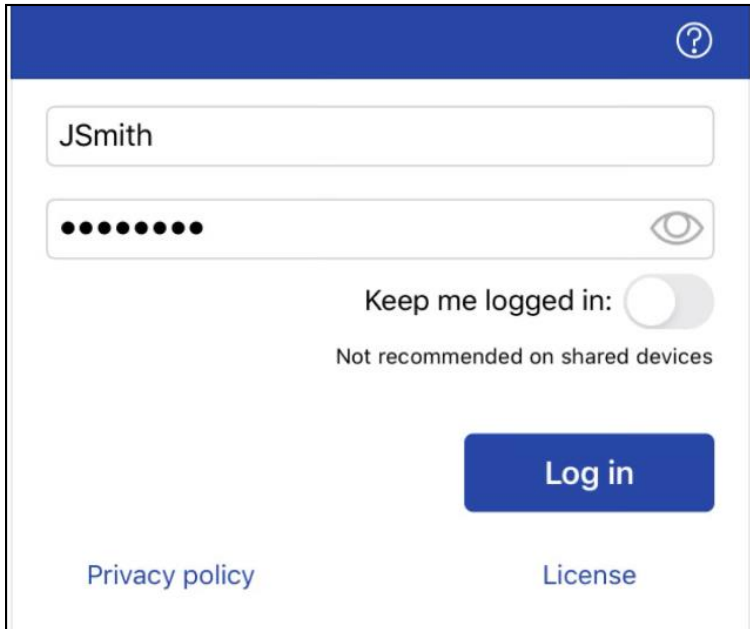 ?
JSmith
••••••••
Keep me logged in:
Not recommended on shared devices
Log in
Privacy policy License